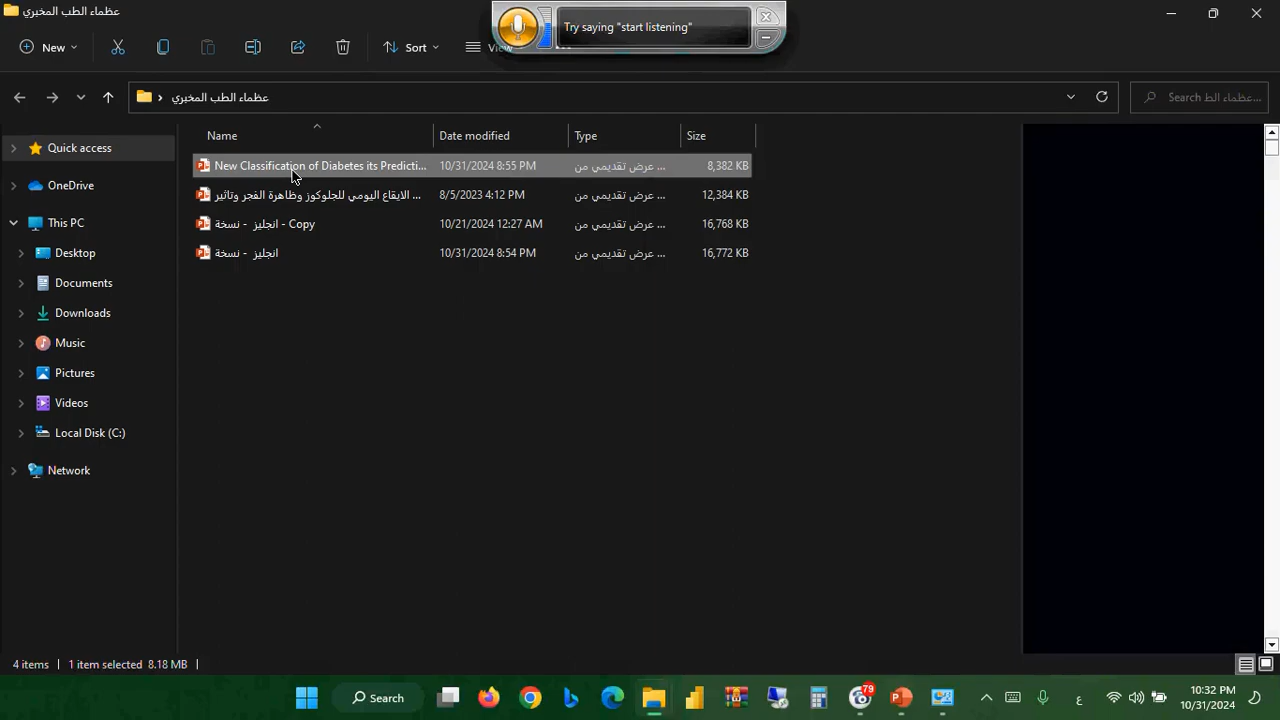 عظماء الطب المخبري
Try saying "start listening"
New
Sort
View
عظماء الطب المخبري
Search عظماء الط...
Name
Date modified
Type
Size
Quick access
New Classification of Diabetes its Predicti...
10/31/2024 8:55 PM
عرض تقديمي من ...
8,382 KB
OneDrive
الايقاع اليومي للجلوكوز وظاهرة الفجر وتاثير ...
8/5/2023 4:12 PM
عرض تقديمي من ...
12,384 KB
This PC
انجليز - نسخة - Copy
10/21/2024 12:27 AM
عرض تقديمي من ...
16,768 KB
Desktop
انجليز - نسخة
10/31/2024 8:54 PM
عرض تقديمي من ...
16,772 KB
Documents
Downloads
Music
Pictures
Videos
Local Disk (C:)
Network
4 items
1 item selected 8.18 MB
Search
79
ع
10:32 PM
10/31/2024